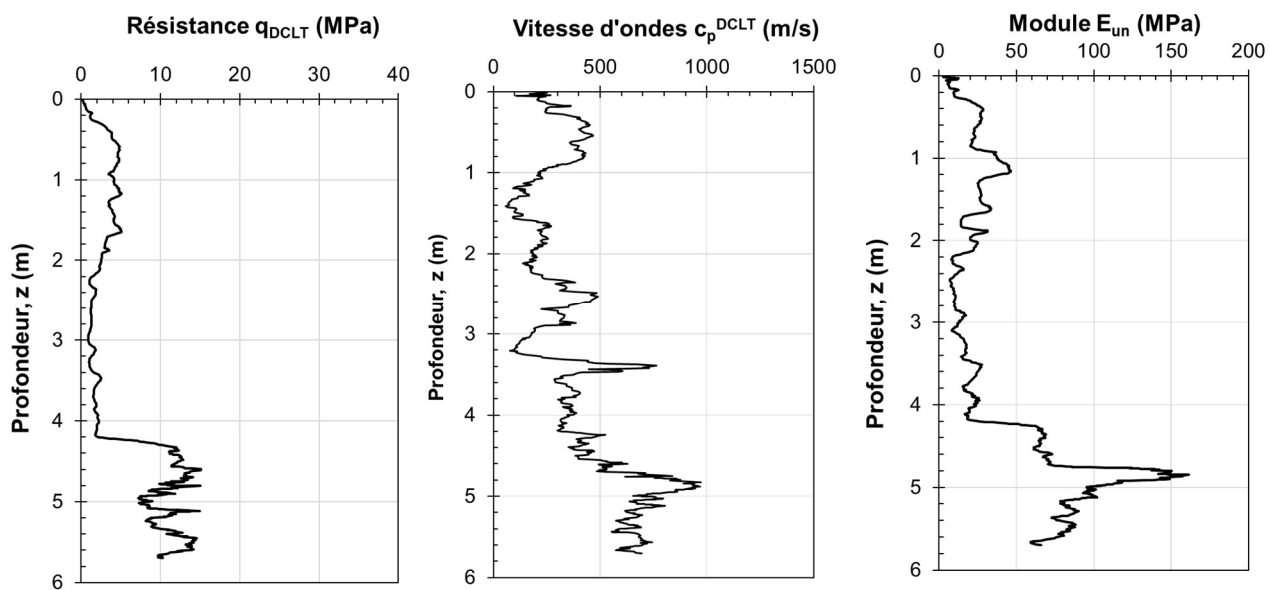 Résistance qDCLT (MPa)
0 10 20 30 40
0
1
2
3
4
5
6
Profondeur, z (m)
Vitesse d'ondes cpDCLT (m/s)
0 500 1000 1500
0
1
2
3
4
5
6
Profondeur, z (m)
Module Eun (MPa)
0 50 100 150 200
0
1
2
3
4
5
6
Profondeur, z (m)